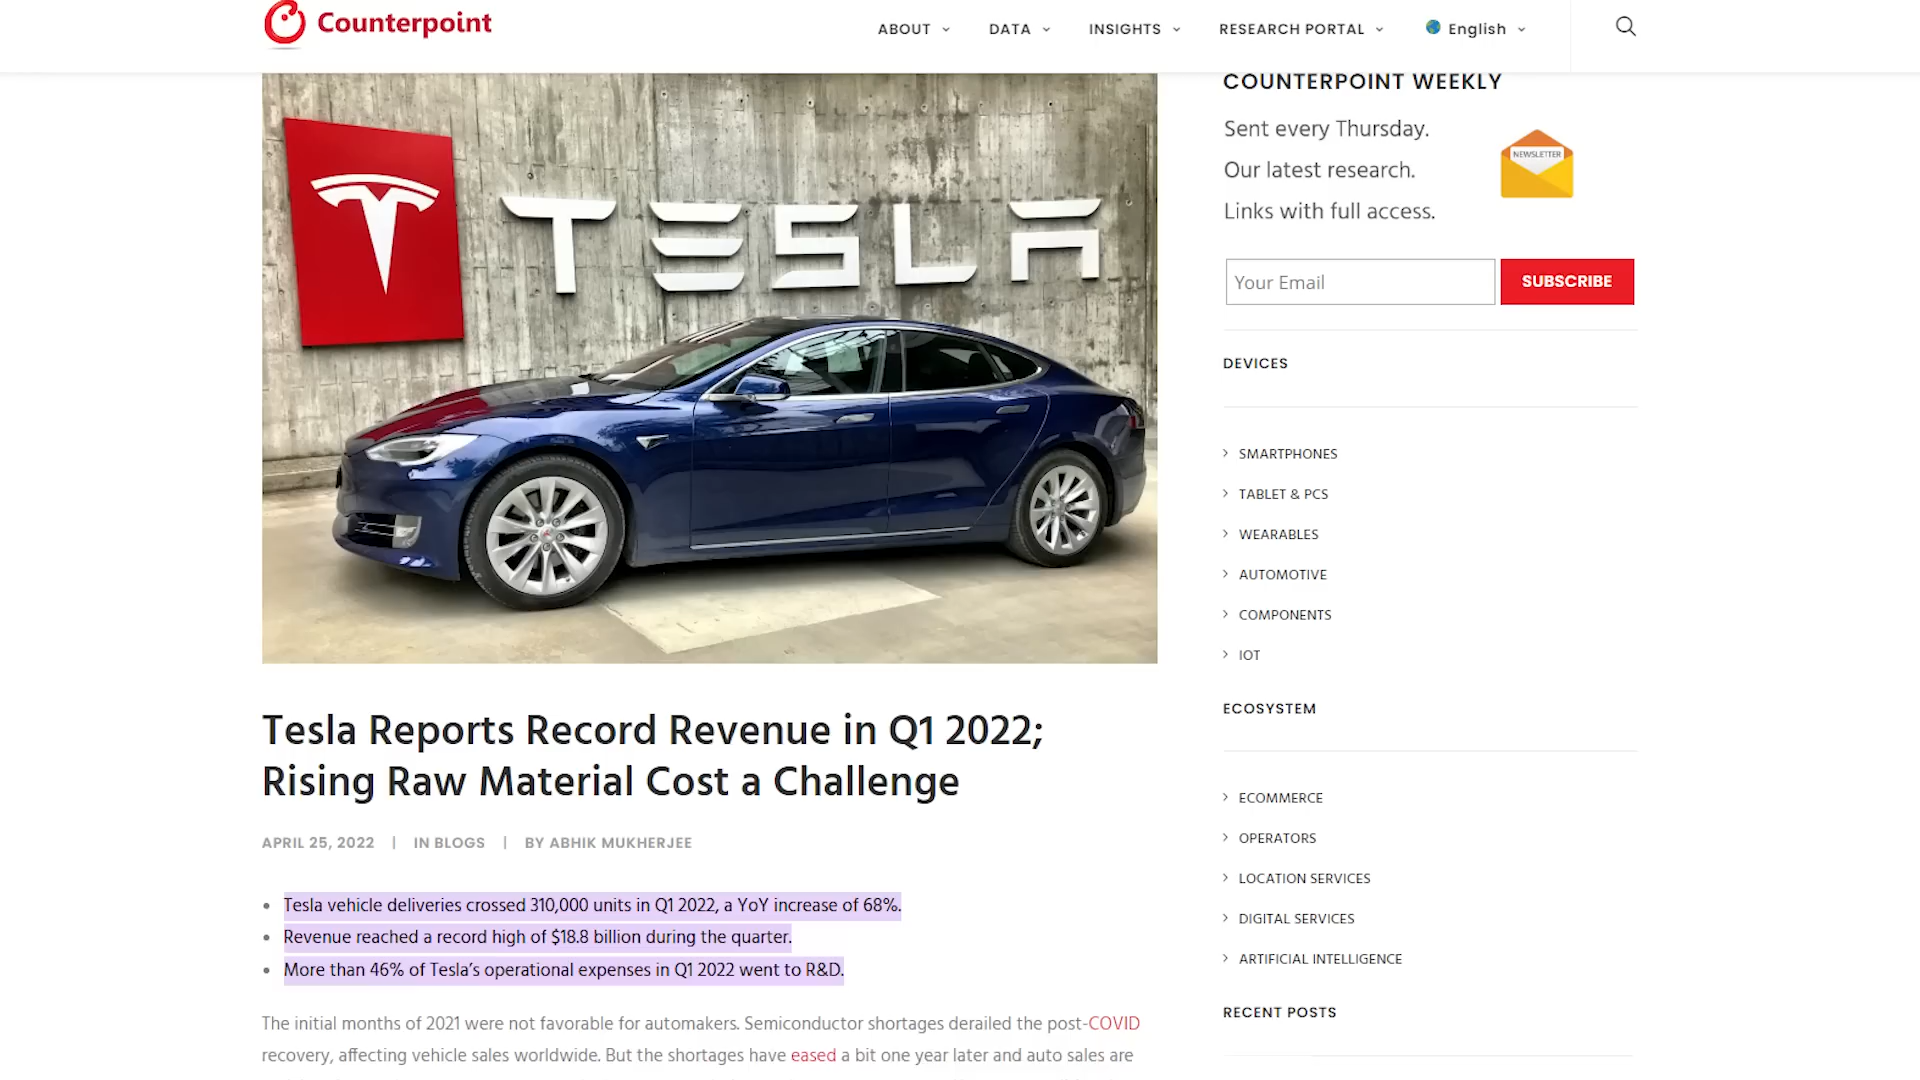 Counterpoint
ABOUT
DATA
INSIGHTS
RESEARCH PORTAL
English
TESLA
Tesla Reports Record Revenue in Q1 2022;
Rising Raw Material Cost a Challenge
APRIL 25, 2022 | IN BLOGS | BY ABHIK MUKHERJEE
Tesla vehicle deliveries crossed 310,000 units in Q1 2022, a YoY increase of 68%.
Revenue reached a record high of $18.8 billion during the quarter.
More than 46% of Tesla’s operational expenses in Q1 2022 went to R&D.
The initial months of 2021 were not favorable for automakers. Semiconductor shortages derailed the post-COVID
recovery, affecting vehicle sales worldwide. But the shortages have eased a bit one year later and auto sales are
COUNTERPOINT WEEKLY
Sent every Thursday.
Our latest research.
Links with full access.
NEWSLETTER
Your Email
SUBSCRIBE
DEVICES
SMARTPHONES
TABLET & PCS
WEARABLES
AUTOMOTIVE
COMPONENTS
IOT
ECOSYSTEM
ECOMMERCE
OPERATORS
LOCATION SERVICES
DIGITAL SERVICES
ARTIFICIAL INTELLIGENCE
RECENT POSTS